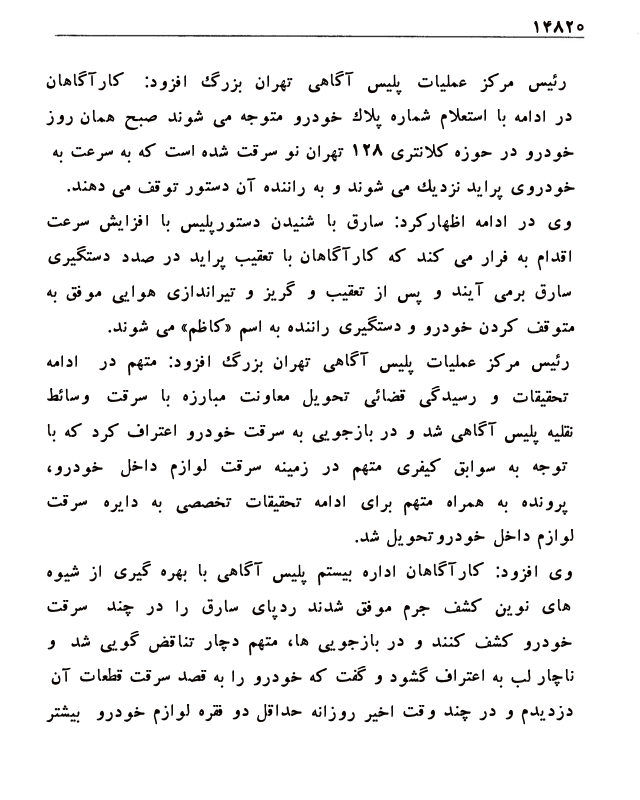 ۱۴۸۲۰
رئیس مرکز عملیات پلیس آگاهی تهران بزرگ افزود: کارآگاهان
در ادامه با استعلام شماره پلاك خودرو متوجه می شوند صبح همان روز
خودرو در حوزه کلانتری ۱۲۸ تهران نو سرقت شده است که به سرعت به
خودروی پراید نزدیك می شوند و به راننده آن دستور توقف می دهند.
وی در ادامه اظهارکرد: سارق با شنیدن دستورپلیس با افزایش سرعت
اقدام به فرار می کند که کارآگاهان با تعقیب پراید در صدد دستگیری
سارق برمی آیند و پس از تعقیب و گریز و تیراندازی هوایی موفق به
متوقف کردن خودرو و دستگیری راننده به اسم «کاظم» می شوند.
رئیس مرکز عملیات پلیس آگاهی تهران بزرگ افزود: متهم در ادامه
تحقیقات و رسیدگی قضائی تحویل معاونت مبارزه با سرقت وسائط
نقلیه پلیس آگاهی شد و در بازجویی به سرقت خودرو اعتراف کرد که با
توجه به سوابق کیفری متهم در زمینه سرقت لوازم داخل خودرو،
پرونده به همراه متهم برای ادامه تحقیقات تخصصی به دایره سرقت
لوازم داخل خودروتحویل شد.
وی افزود: کارآگاهان اداره بیستم پلیس آگاهی با بهره گیری از شیوه
های نوین کشف جرم موفق شدند ردپای سارق را در چند سرقت
خودرو کشف کنند و در بازجویی ها، متهم دچار تناقض گویی شد و
ناچار لب به اعتراف گشود و گفت که خودرو را به قصد سرقت قطعات آن
دزدیدم و در چند وقت اخیر روزانه حداقل دو فقره لوازم خودرو بیشتر